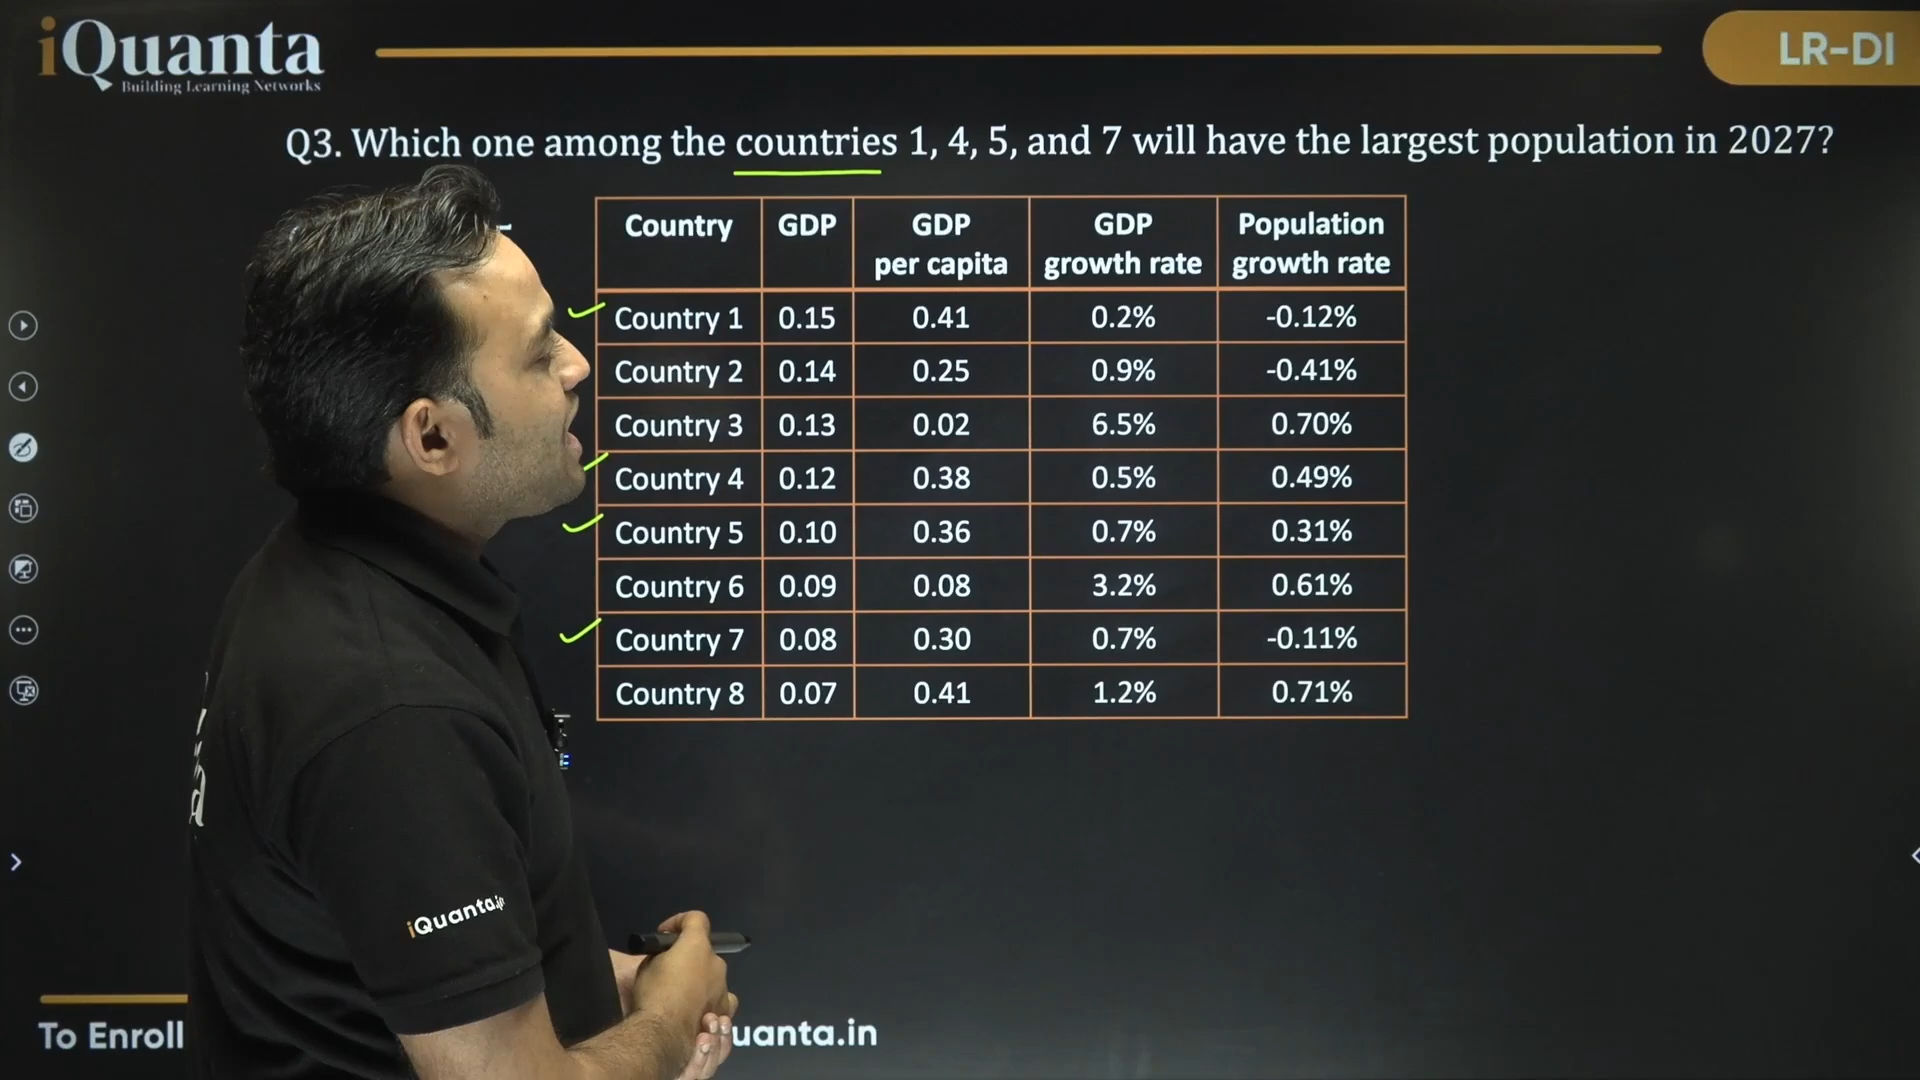 iQuanta
Building Learning Networks
LR-DI
Q3. Which one among the countries 1, 4, 5, and 7 will have the largest population in 2027?
Country GDP GDP per capita GDP growth rate Population growth rate
Country 1 0.15 0.41 0.2% -0.12%
Country 2 0.14 0.25 0.9% -0.41%
Country 3 0.13 0.02 6.5% 0.70%
Country 4 0.12 0.38 0.5% 0.49%
Country 5 0.10 0.36 0.7% 0.31%
Country 6 0.09 0.08 3.2% 0.61%
Country 7 0.08 0.30 0.7% -0.11%
Country 8 0.07 0.41 1.2% 0.71%
iQuanta.in
To Enroll
uanta.in